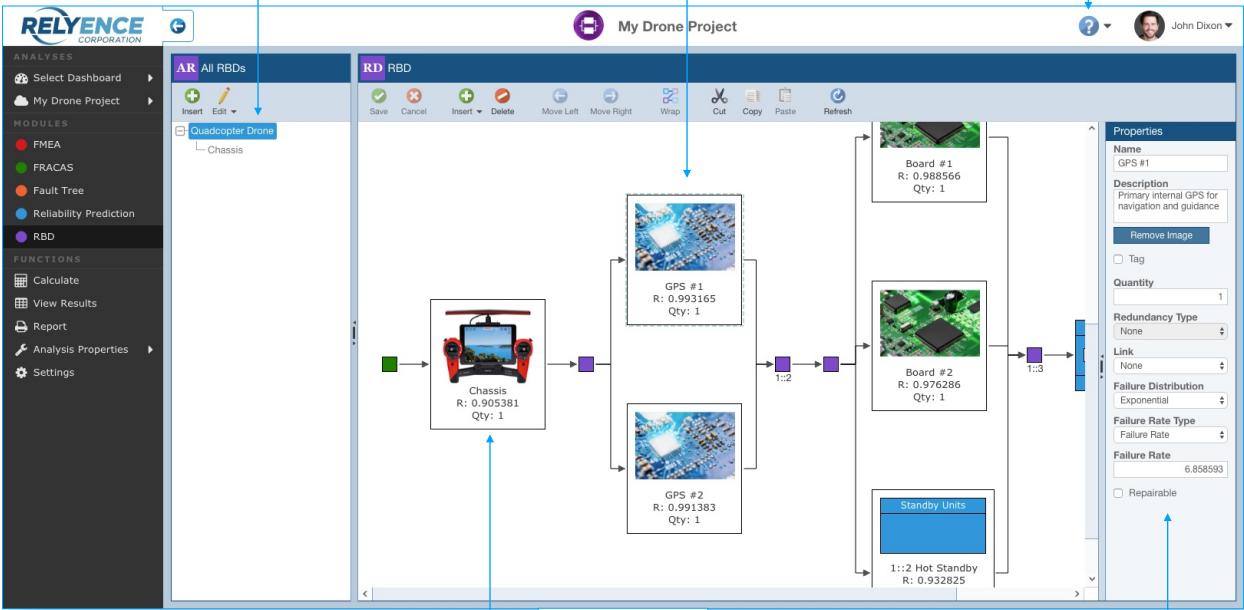 RELYENCE
CORPORATION
My Drone Project
?
John Dixon
ANALYSES
Select Dashboard
My Drone Project
MODULES
FMEA
FRACAS
Fault Tree
Reliability Prediction
RBD
FUNCTIONS
Calculate
View Results
Report
Analysis Properties
Settings
AR All RBDs
Insert Edit
Quadcopter Drone
Chassis
RD RBD
Save Cancel Insert Delete Move Left Move Right Wrap Cut Copy Paste Refresh
Chassis
R: 0.905381
Qty: 1
GPS #1
R: 0.993165
Qty: 1
GPS #2
R: 0.991383
Qty: 1
1::2
Board #1
R: 0.988566
Qty: 1
Board #2
R: 0.976286
Qty: 1
Standby Units
1::2 Hot Standby
R: 0.932825
1::3
Properties
Name
GPS #1
Description
Primary internal GPS for
navigation and guidance
Remove Image
Tag
Quantity
1
Redundancy Type
None
Link
None
Failure Distribution
Exponential
Failure Rate Type
Failure Rate
Failure Rate
6.858593
Repairable